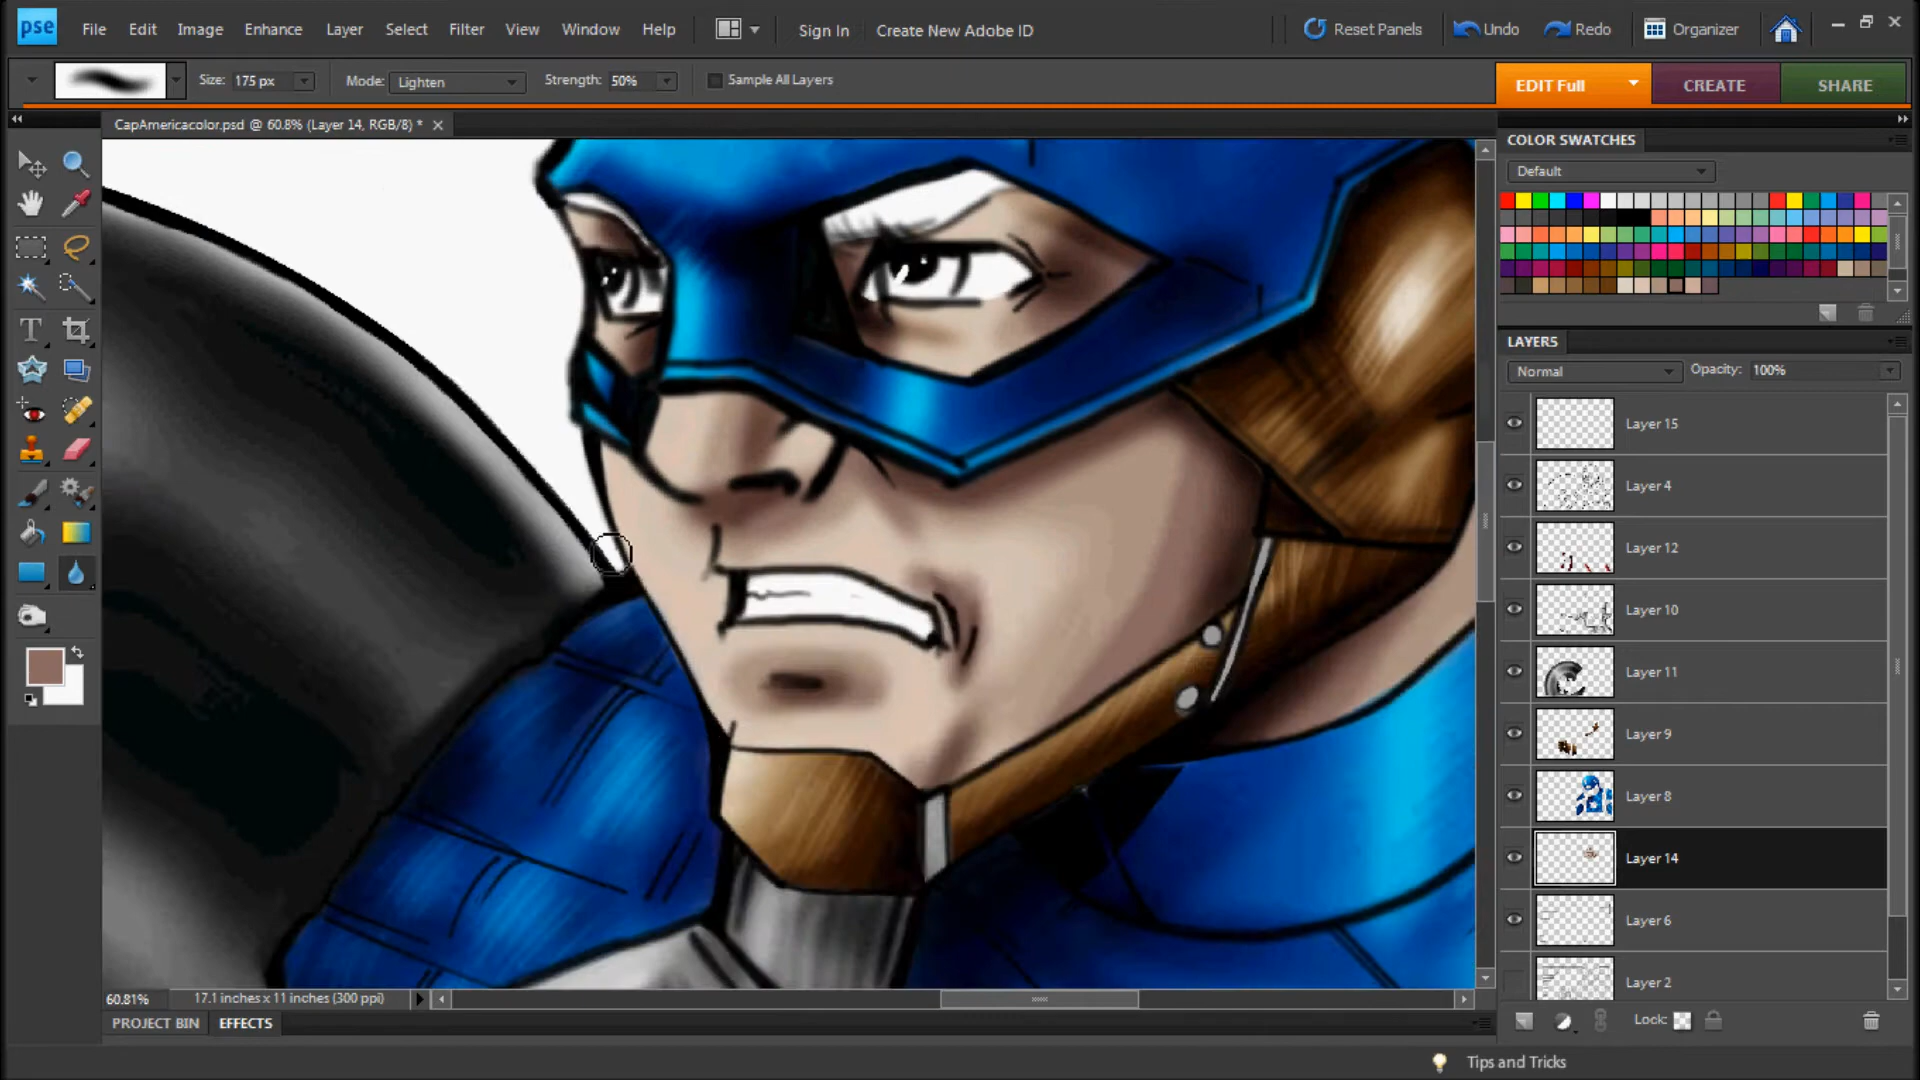 pse File Edit Image Enhance Layer Select Filter View Window Help Sign In Create New Adobe ID Reset Panels Undo Redo Organizer
Size: 175 px Mode: Lighten Strength: 50% Sample All Layers EDIT Full CREATE SHARE
CapAmericacolor.psd @ 60.8% (Layer 14, RGB/8) *
COLOR SWATCHES
Default
LAYERS
Normal Opacity: 100%
Layer 15
Layer 4
Layer 12
Layer 10
Layer 11
Layer 9
Layer 8
Layer 14
Layer 6
Layer 2
Lock:
60.81% 17.1 inches x 11 inches (300 ppi)
PROJECT BIN EFFECTS
Tips and Tricks